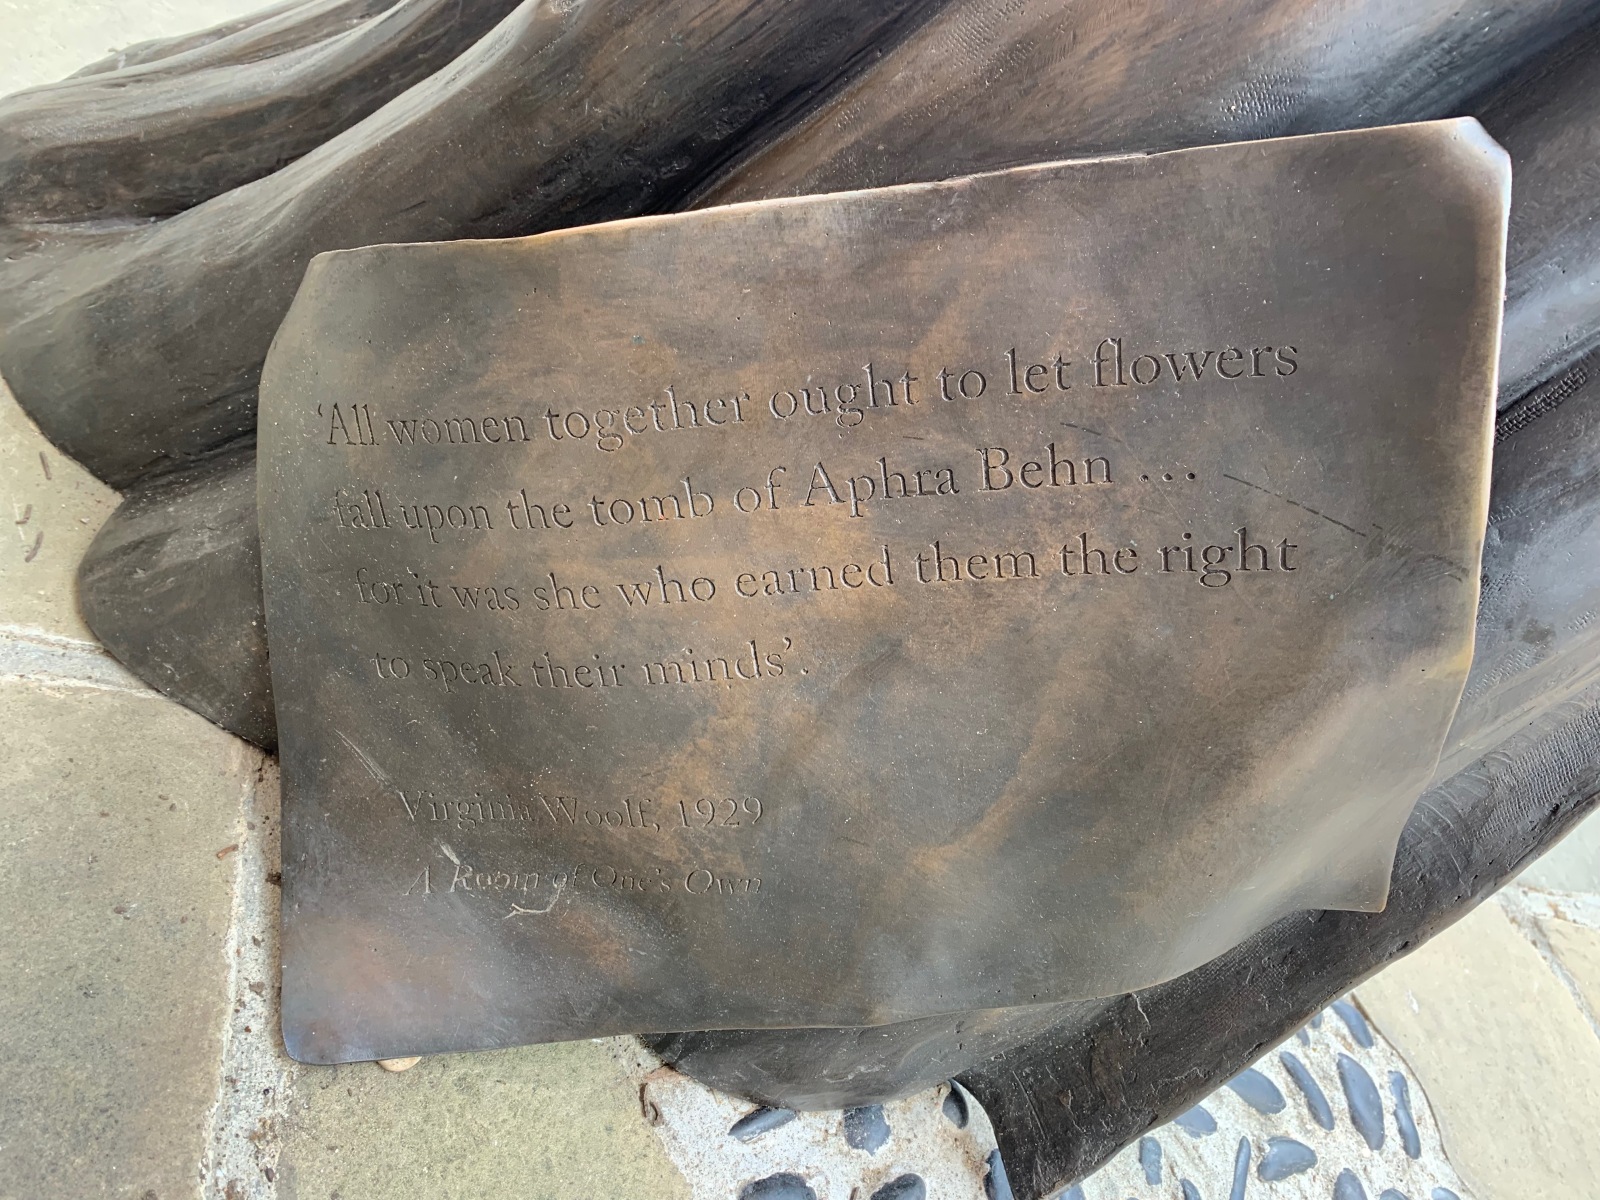 ‘All women together ought to let flowers
fall upon the tomb of Aphra Behn ...
for it was she who earned them the right
to speak their minds’.
Virginia Woolf, 1929
A Room of One's Own